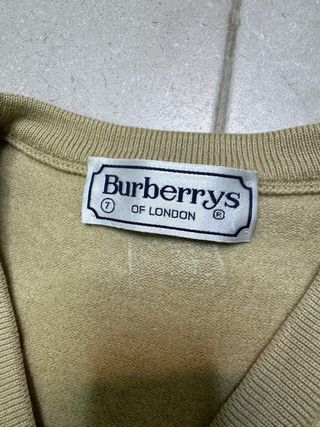 Burberrys
7 OF LONDON ®